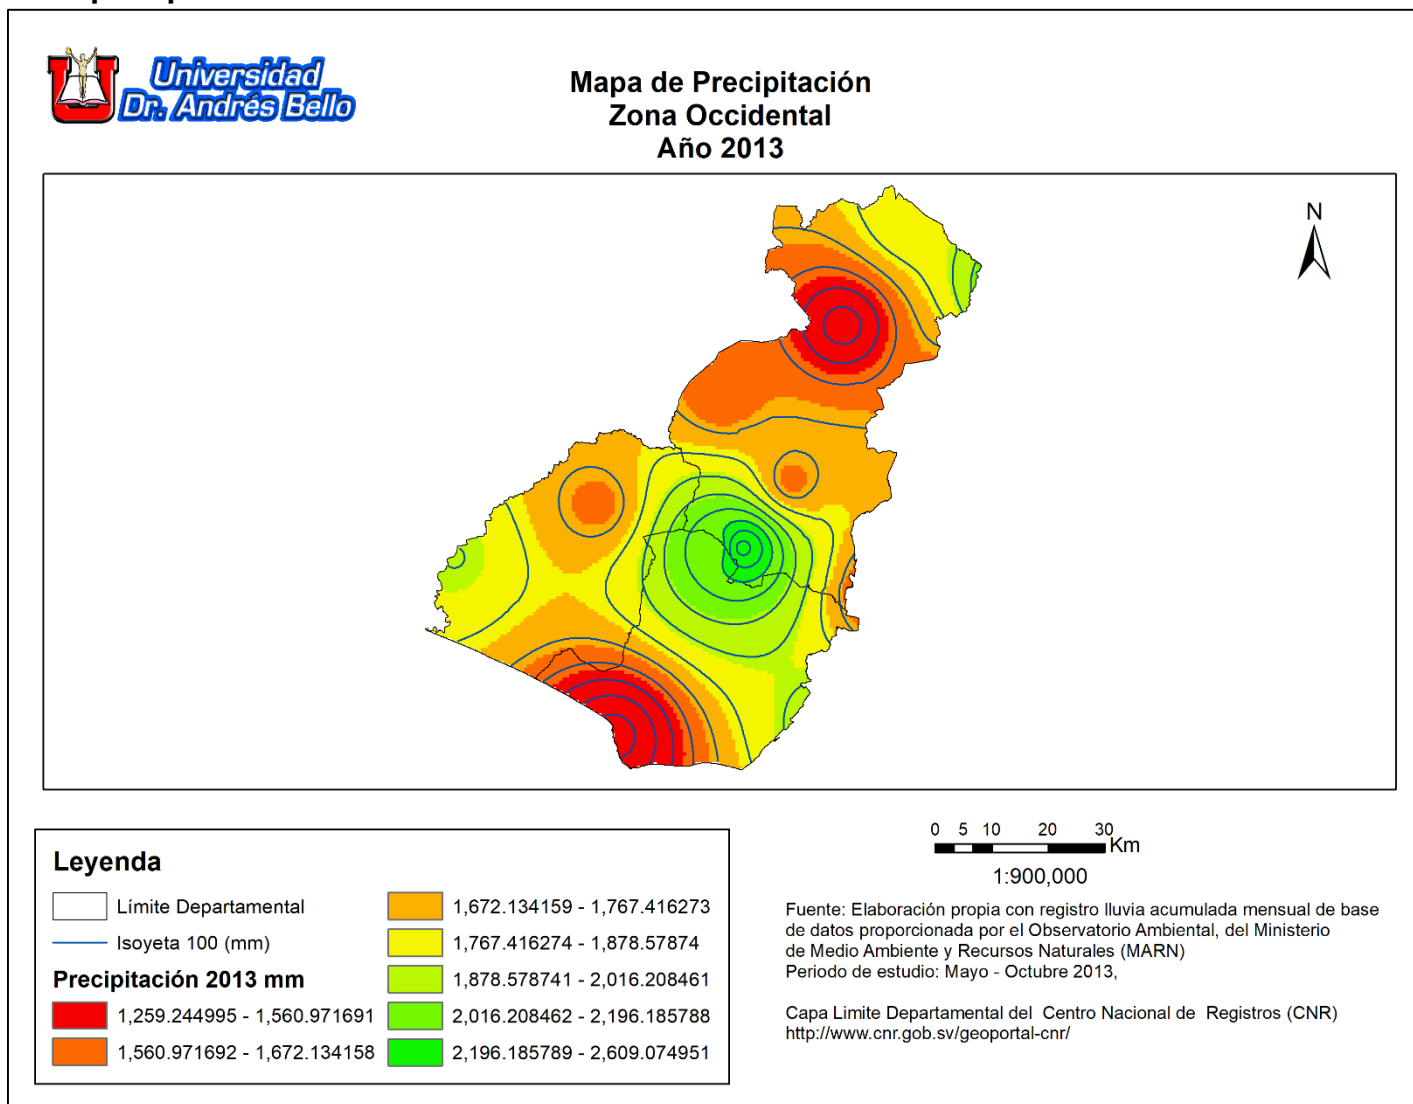 Universidad
Dr. Andrés Bello
Mapa de Precipitación
Zona Occidental
Año 2013
N
Leyenda
Límite Departamental
Isoyeta 100 (mm)
Precipitación 2013 mm
1,259.244995 - 1,560.971691
1,560.971692 - 1,672.134158
1,672.134159 - 1,767.416273
1,767.416274 - 1,878.57874
1,878.578741 - 2,016.208461
2,016.208462 - 2,196.185788
2,196.185789 - 2,609.074951
0 5 10 20 30
Km
1:900,000
Fuente: Elaboración propia con registro lluvia acumulada mensual de base
de datos proporcionada por el Observatorio Ambiental, del Ministerio
de Medio Ambiente y Recursos Naturales (MARN)
Periodo de estudio: Mayo - Octubre 2013,
Capa Limite Departamental del Centro Nacional de Registros (CNR)
http://www.cnr.gob.sv/geoportal-cnr/